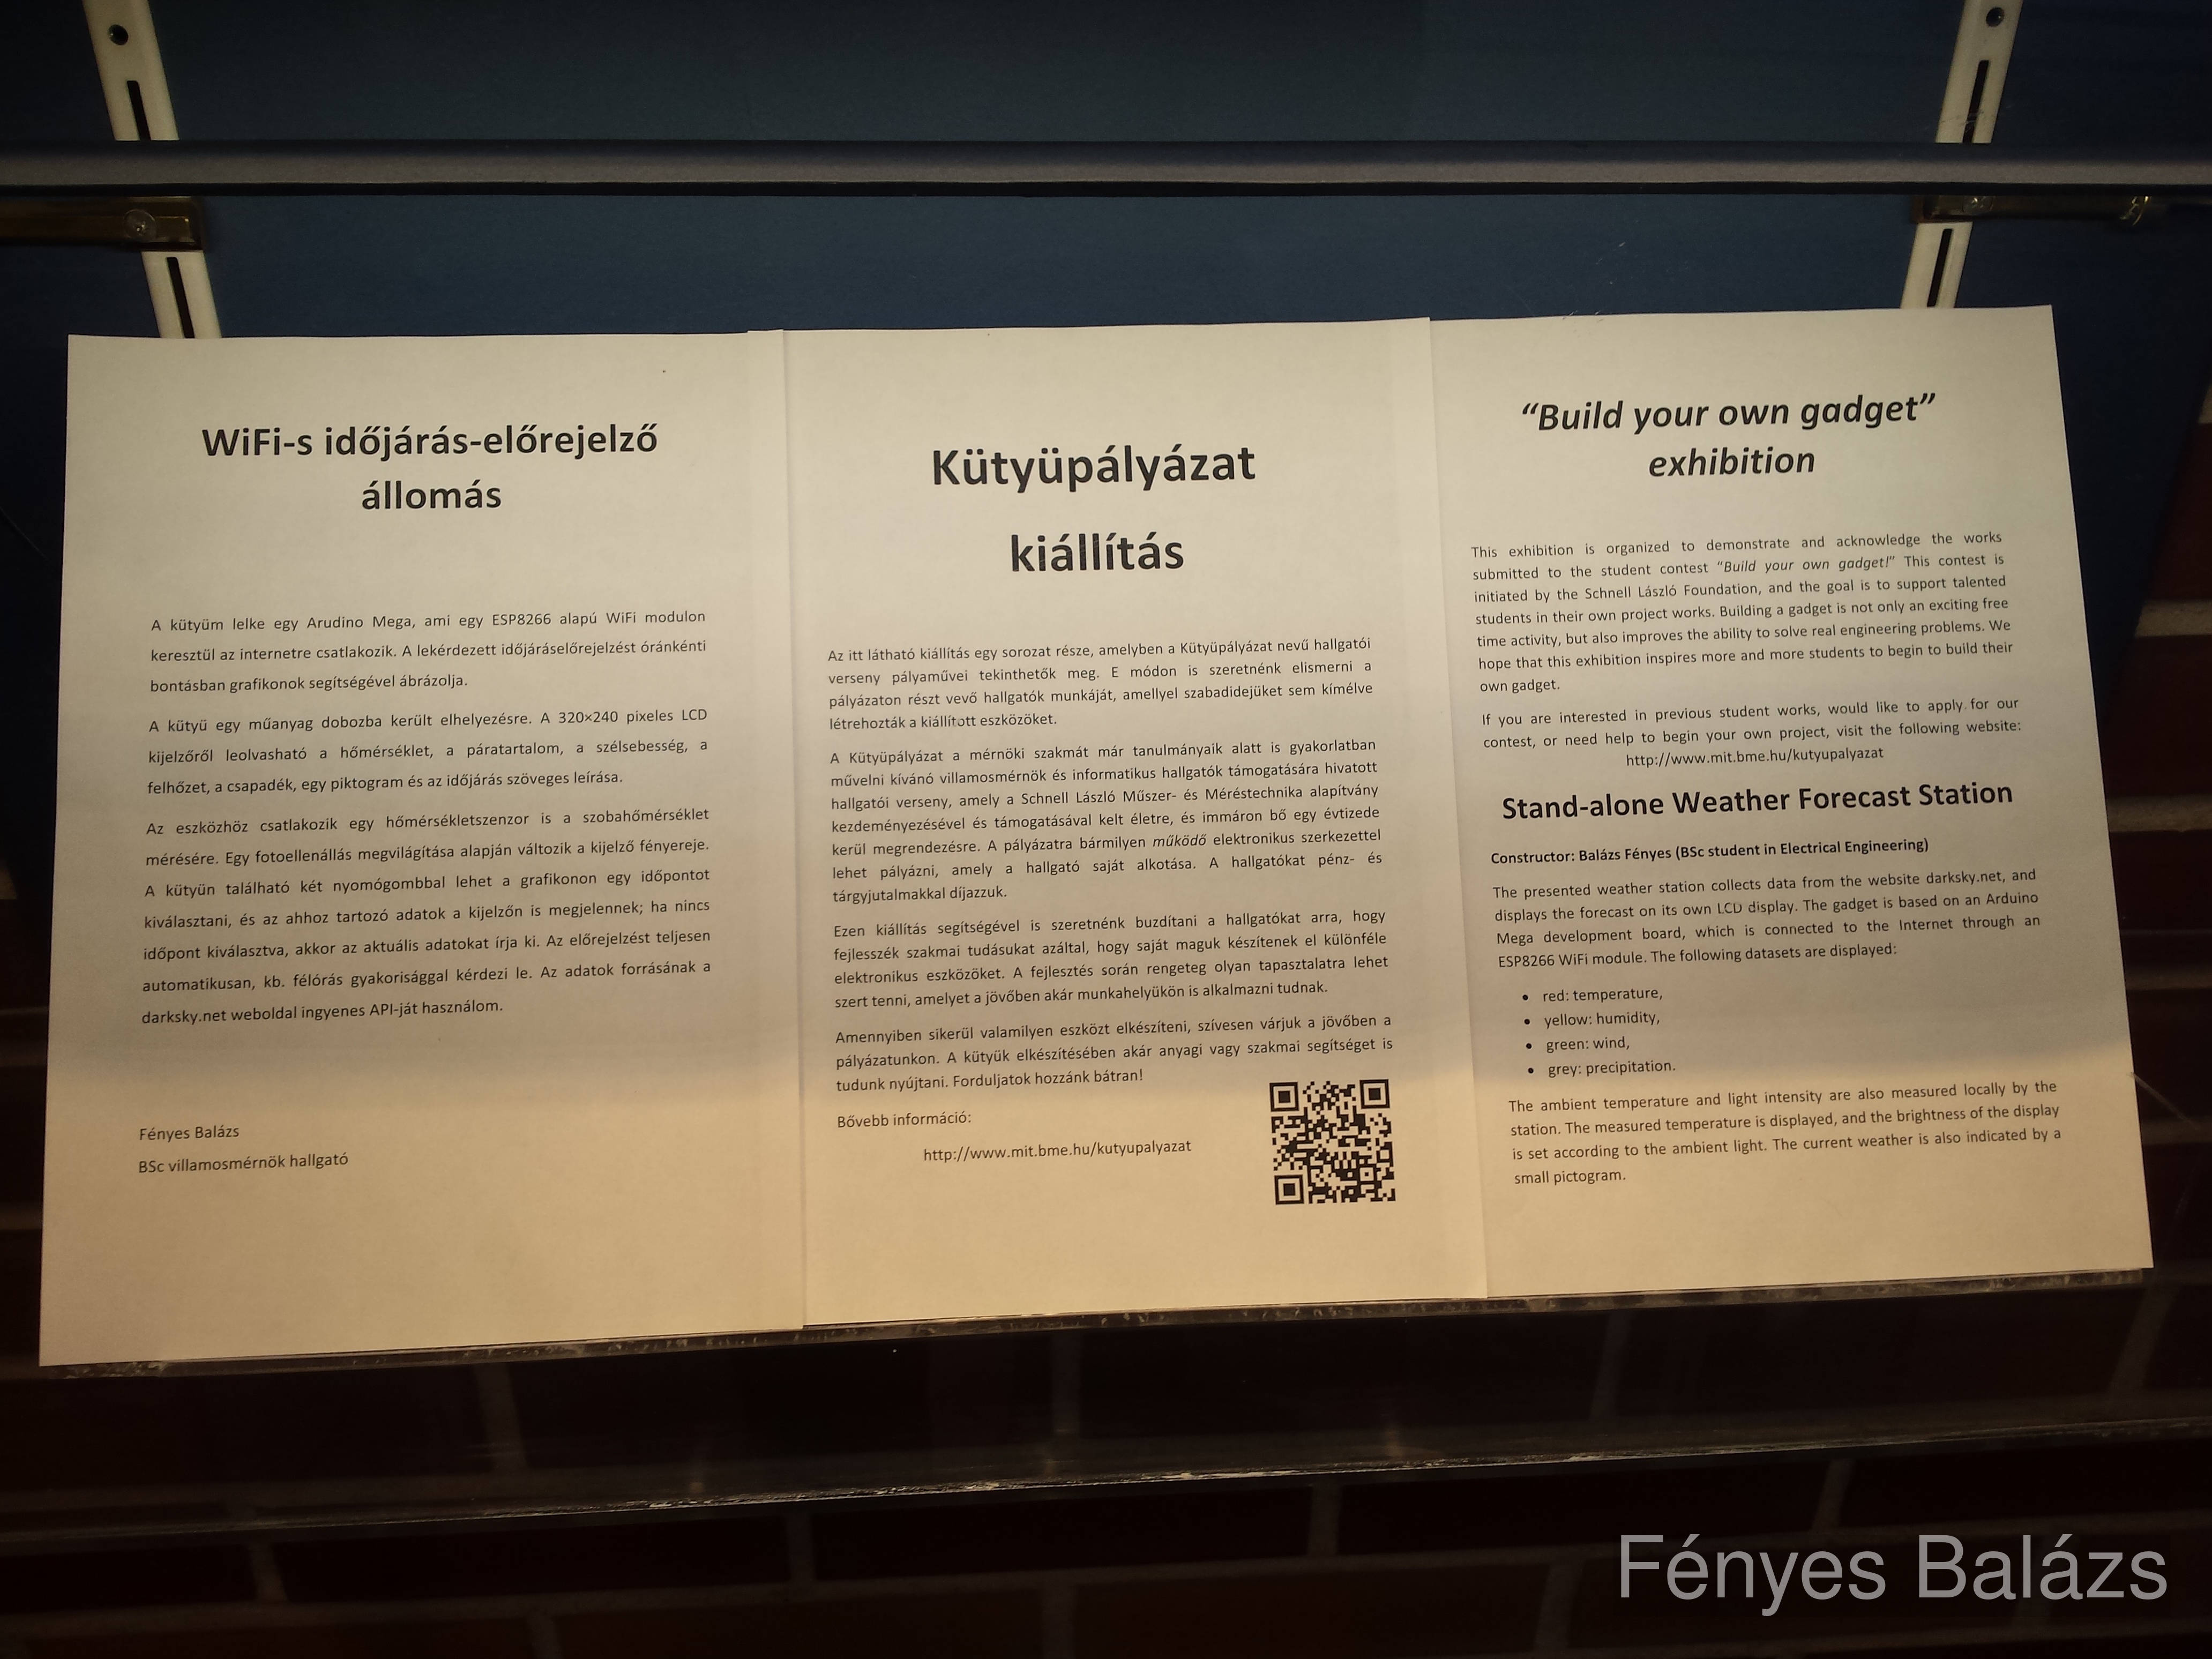 WiFi-s időjárás-előrejelző
állomás
A kütyüm lelke egy Arudino Mega, ami egy ESP8266 alapú WiFi modulon
keresztül az internetre csatlakozik. A lekérdezett időjáráselőrejelzést óránkénti
bontásban grafikonok segítségével ábrázolja.
A kütyü egy műanyag dobozba került elhelyezésre. A 320×240 pixeles LCD
kijelzőről leolvasható a hőmérséklet, a páratartalom, a szélsebesség, a
felhőzet, a csapadék, egy piktogram és az időjárás szöveges leírása.
Az eszközhöz csatlakozik egy hőmérsékletszenzor is a szobahőmérséklet
mérésére. Egy fotoellenállás megvilágítása alapján változik a kijelző fényereje.
A kütyün található két nyomógombbal lehet a grafikonon egy időpontot
kiválasztani, és az ahhoz tartozó adatok a kijelzőn is megjelennek; ha nincs
időpont kiválasztva, akkor az aktuális adatokat írja ki. Az előrejelzést teljesen
automatikusan, kb. félórás gyakorisággal kérdezi le. Az adatok forrásának a
darksky.net weboldal ingyenes API-ját használom.
Fényes Balázs
BSc villamosmérnök hallgató
Kütyüpályázat
kiállítás
Az itt látható kiállítás egy sorozat része, amelyben a Kütyüpályázat nevű hallgatói
verseny pályaművei tekinthetők meg. E módon is szeretnénk elismerni a
pályázaton részt vevő hallgatók munkáját, amellyel szabadidejüket sem kímélve
létrehozták a kiállított eszközöket.
A Kütyüpályázat a mérnöki szakmát már tanulmányaik alatt is gyakorlatban
művelni kívánó villamosmérnök és informatikus hallgatók támogatására hivatott
hallgatói verseny, amely a Schnell László Műszer- és Méréstechnika alapítvány
kezdeményezésével és támogatásával kelt életre, és immáron bő egy évtizede
kerül megrendezésre. A pályázatra bármilyen működő elektronikus szerkezettel
lehet pályázni, amely a hallgató saját alkotása. A hallgatókat pénz- és
tárgyjutalmakkal díjazzuk.
Ezen kiállítás segítségével is szeretnénk buzdítani a hallgatókat arra, hogy
fejlesszék szakmai tudásukat azáltal, hogy saját maguk készítenek el különféle
elektronikus eszközöket. A fejlesztés során rengeteg olyan tapasztalatra lehet
szert tenni, amelyet a jövőben akár munkahelyükön is alkalmazni tudnak.
Amennyiben sikerül valamilyen eszközt elkészíteni, szívesen várjuk a jövőben a
pályázatunkon. A kütyük elkészítésében akár anyagi vagy szakmai segítséget is
tudunk nyújtani. Forduljatok hozzánk bátran!
Bővebb információ:
http://www.mit.bme.hu/kutyupalyazat
“Build your own gadget”
exhibition
This exhibition is organized to demonstrate and acknowledge the works
submitted to the student contest “Build your own gadget!” This contest is
initiated by the Schnell László Foundation, and the goal is to support talented
students in their own project works. Building a gadget is not only an exciting free
time activity, but also improves the ability to solve real engineering problems. We
hope that this exhibition inspires more and more students to begin to build their
own gadget.
If you are interested in previous student works, would like to apply for our
contest, or need help to begin your own project, visit the following website:
http://www.mit.bme.hu/kutyupalyazat
Stand-alone Weather Forecast Station
Constructor: Balázs Fényes (BSc student in Electrical Engineering)
The presented weather station collects data from the website darksky.net, and
displays the forecast on its own LCD display. The gadget is based on an Arduino
Mega development board, which is connected to the Internet through an
ESP8266 WiFi module. The following datasets are displayed:
• red: temperature,
• yellow: humidity,
• green: wind,
• grey: precipitation.
The ambient temperature and light intensity are also measured locally by the
station. The measured temperature is displayed, and the brightness of the display
is set according to the ambient light. The current weather is also indicated by a
small pictogram.
Fényes Balázs